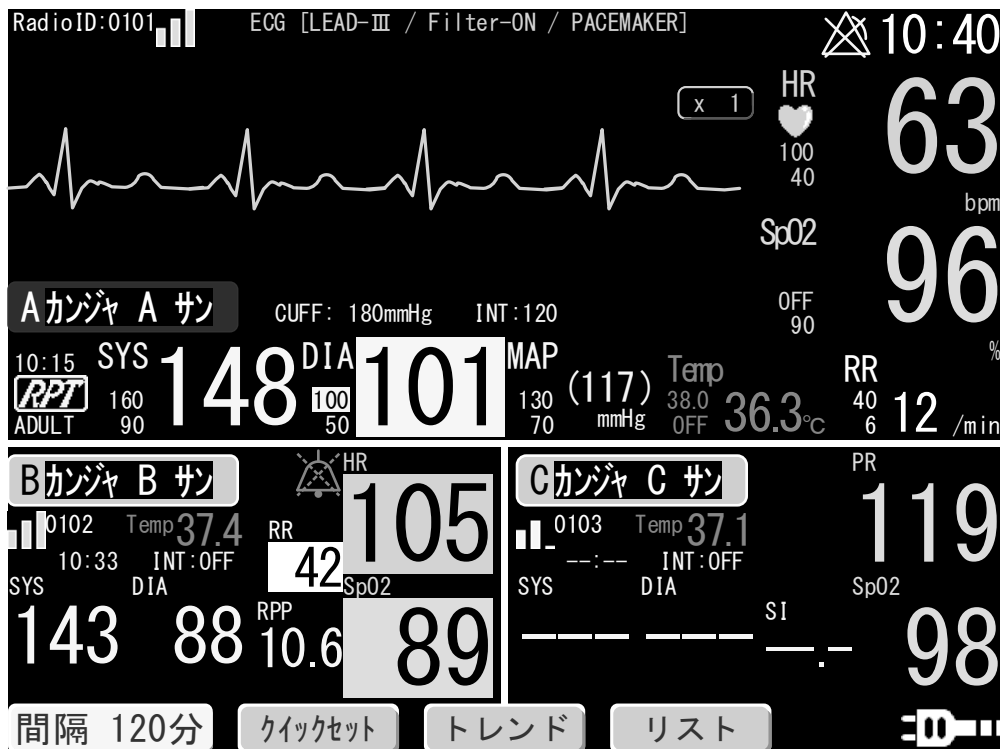 RadioID:0101 ECG [LEAD-Ⅲ / Filter-ON / PACEMAKER] 10:40
x 1
HR 63
100
40
bpm
SpO2 96
OFF
90
%
A カンジャ A サン CUFF: 180mmHg INT:120
10:15 SYS 148 DIA 101 MAP (117) mmHg Temp 36.3℃ RR 12 /min
RPT 160 100 130 38.0 40
ADULT 90 50 70 OFF 6
B カンジャ B サン HR 105
0102 Temp 37.4 RR 42
10:33 INT:OFF
SYS DIA SpO2
143 88 RPP 10.6 89
C カンジャ C サン PR 119
0103 Temp 37.1
--:-- INT:OFF
SYS DIA SpO2
--- --- SI --.- 98
間隔 120分 クイックセット トレンド リスト